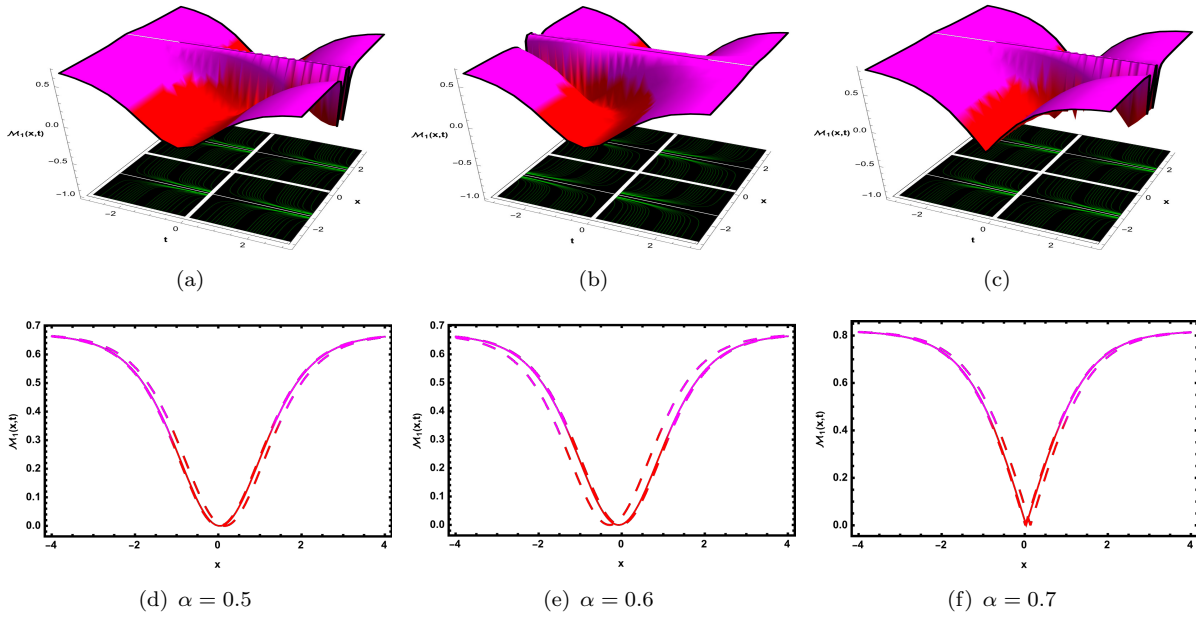 0.5
0.0
ℳ₁(x,t)
−0.5
−1.0
−2
0
t
2
−2
0
x
2
0.5
0.0
ℳ₁(x,t)
−0.5
−1.0
−2
0
t
2
−2
0
x
2
0.5
0.0
ℳ₁(x,t)
−0.5
−1.0
−2
0
t
2
−2
0
x
2
(a)
(b)
(c)
0.7
0.6
0.5
0.4
0.3
0.2
0.1
0.0
ℳ₁(x,t)
−4 −2 0 2 4
x
0.7
0.6
0.5
0.4
0.3
0.2
0.1
0.0
ℳ₁(x,t)
−4 −2 0 2 4
x
0.8
0.6
0.4
0.2
0.0
ℳ₁(x,t)
−4 −2 0 2 4
x
(d) α = 0.5
(e) α = 0.6
(f) α = 0.7